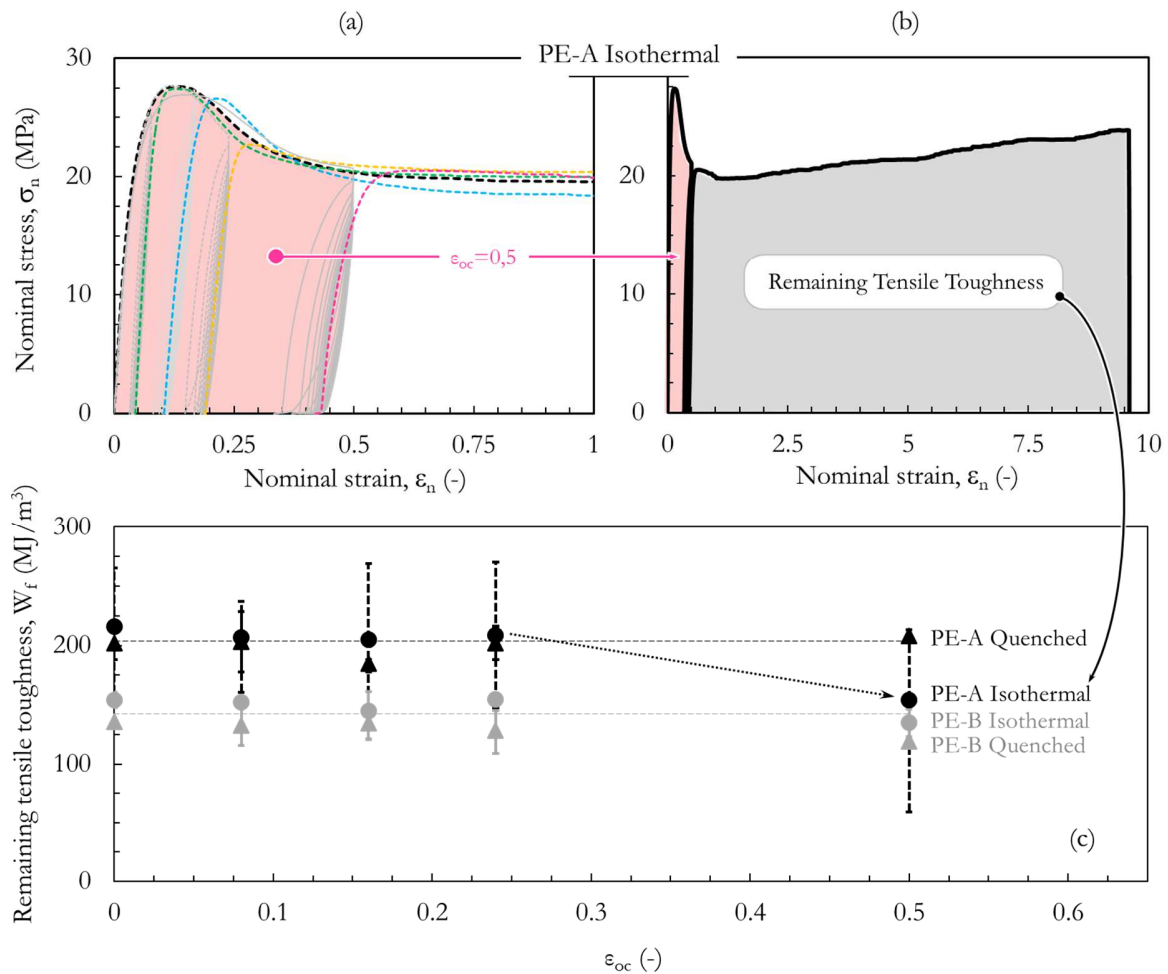 (a)
(b)
PE-A Isothermal
30
20
10
0
Nominal stress, σn (MPa)
εoc=0,5
0
0.25
0.5
0.75
1
Nominal strain, εn (-)
20
10
0
Remaining Tensile Toughness
0
2.5
5
7.5
10
Nominal strain, εn (-)
300
200
100
0
Remaining tensile toughness, Wf (MJ/m³)
PE-A Quenched
PE-A Isothermal
PE-B Isothermal
PE-B Quenched
(c)
0
0.1
0.2
0.3
0.4
0.5
0.6
εoc (-)